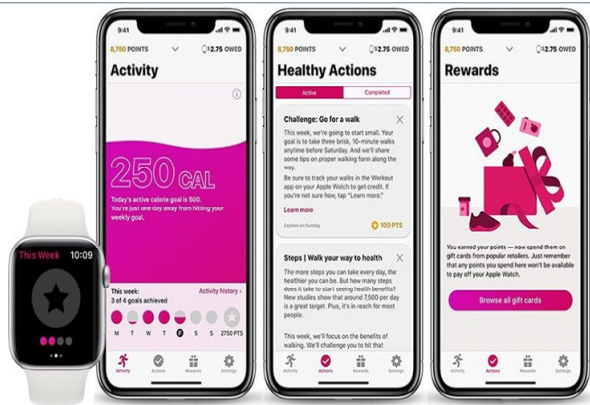 This Week 10:09
9:41
8,750 POINTS $2.75 OWED
Activity
250 CAL
Today's active calorie goal is 500.
You're just one day away from hitting your
weekly goal.
This week: Activity history >
3 of 4 goals achieved
M T W T F S S 2750 PTS
Activity Actions Rewards Settings
9:41
8,750 POINTS $2.75 OWED
Healthy Actions
Active Completed
Challenge: Go for a walk
This week, we're going to start small. Your
goal is to take three brisk, 10-minute walks
anytime before Saturday. And we'll share
some tips on proper walking form along the
way.
Be sure to track your walks in the Workout
app on your Apple Watch to get credit. If
you're not sure how, tap "Learn more."
Learn more
Expires on Sunday 100 PTS
Steps | Walk your way to health
The more steps you can take every day, the
healthier you can be. But how many steps
does it take to start seeing health benefits?
New studies show that around 7,500 per day
is a great target. Plus, it's in reach for most
people.
This week, we'll focus on the benefits of
walking. We'll challenge you to hit that
Activity Actions Rewards Settings
9:41
8,750 POINTS $2.75 OWED
Rewards
You earned your points — now spend them on
gift cards from popular retailers. Just remember
that any points you spend here won't be available
to pay off your Apple Watch.
Browse all gift cards
Activity Actions Rewards Settings